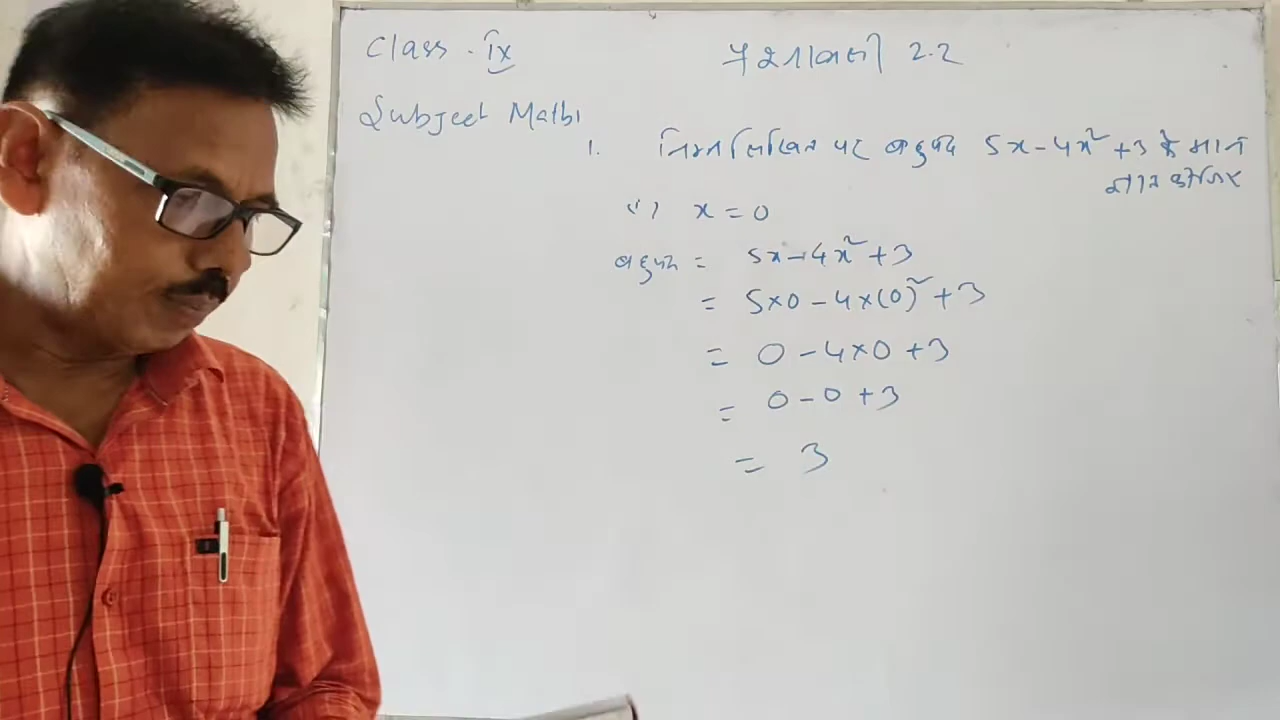 Class - IX
प्रश्नावली 2.2
Subject Maths
1. निम्नलिखित पर बहुपद 5x - 4x² + 3 के मान
ज्ञात कीजिए
(i) x = 0
बहुपद = 5x - 4x² + 3
= 5×0 - 4×(0)² + 3
= 0 - 4×0 + 3
= 0 - 0 + 3
= 3